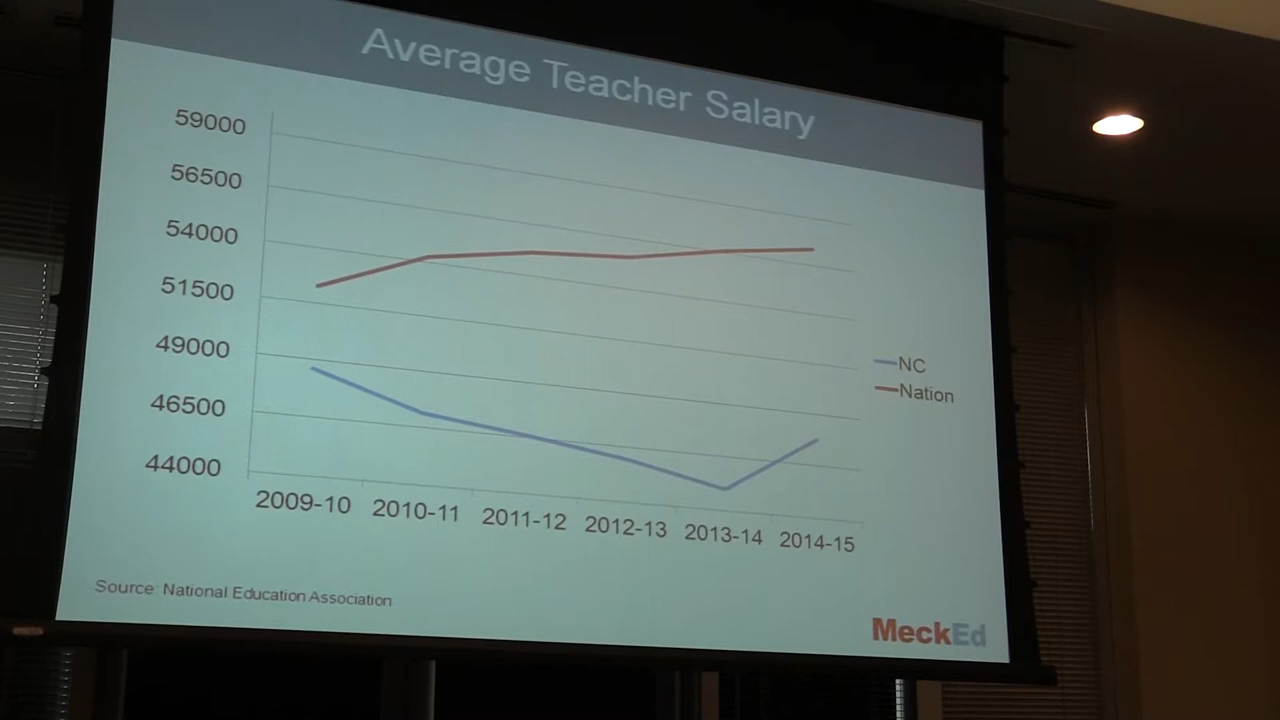 Average Teacher Salary
59000
56500
54000
51500
49000
46500
44000
2009-10 2010-11 2011-12 2012-13 2013-14 2014-15
NC
Nation
Source: National Education Association
MeckEd